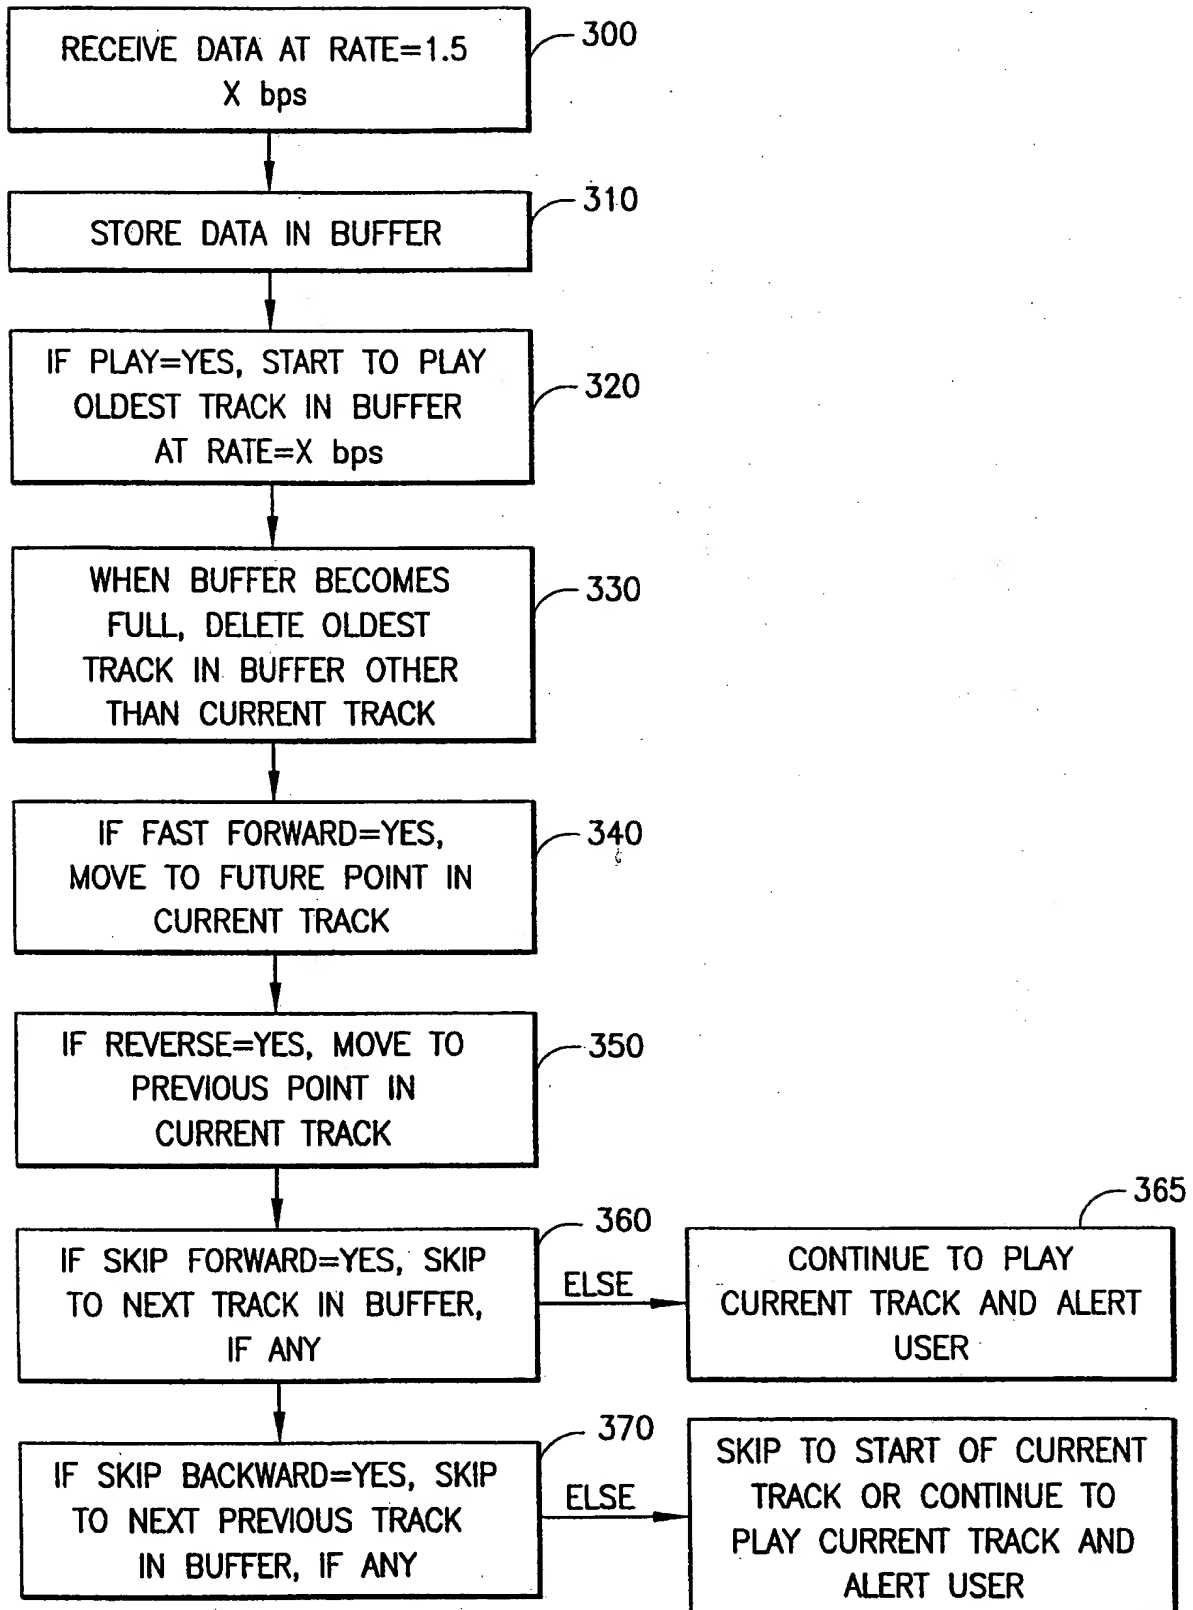 RECEIVE DATA AT RATE=1.5
X bps
300
STORE DATA IN BUFFER
310
IF PLAY=YES, START TO PLAY
OLDEST TRACK IN BUFFER
AT RATE=X bps
320
WHEN BUFFER BECOMES
FULL, DELETE OLDEST
TRACK IN BUFFER OTHER
THAN CURRENT TRACK
330
IF FAST FORWARD=YES,
MOVE TO FUTURE POINT IN
CURRENT TRACK
340
IF REVERSE=YES, MOVE TO
PREVIOUS POINT IN
CURRENT TRACK
350
IF SKIP FORWARD=YES, SKIP
TO NEXT TRACK IN BUFFER,
IF ANY
360
ELSE
CONTINUE TO PLAY
CURRENT TRACK AND ALERT
USER
365
IF SKIP BACKWARD=YES, SKIP
TO NEXT PREVIOUS TRACK
IN BUFFER, IF ANY
370
ELSE
SKIP TO START OF CURRENT
TRACK OR CONTINUE TO
PLAY CURRENT TRACK AND
ALERT USER